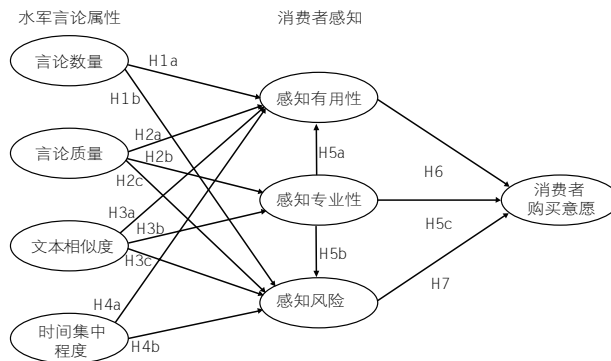 水军言论属性
消费者感知
言论数量
H1a
H1b
感知有用性
言论质量
H2a
H2b
H2c
H5a
H6
感知专业性
消费者
购买意愿
H3a
H3b
H3c
文本相似度
H5b
H5c
H7
感知风险
H4a
H4b
时间集中
程度